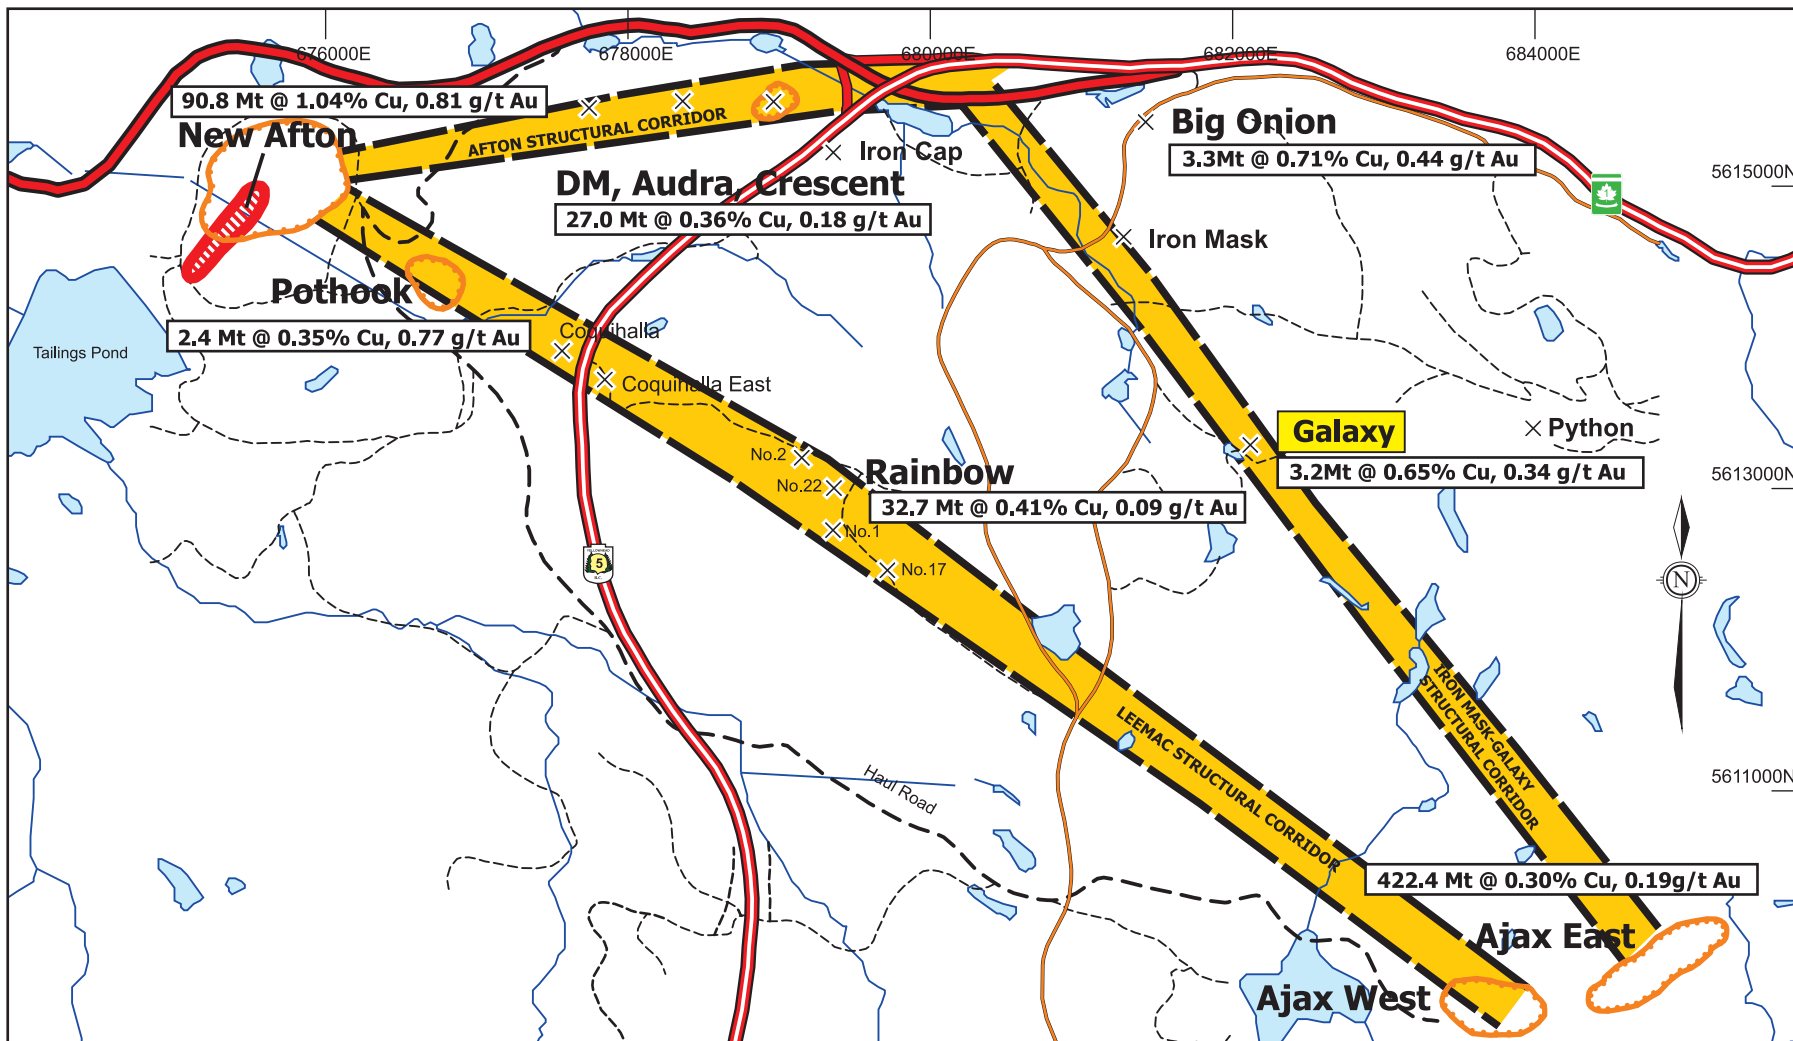 676000E
678000E
680000E
682000E
684000E
90.8 Mt @ 1.04% Cu, 0.81 g/t Au
New Afton
AFTON STRUCTURAL CORRIDOR
Iron Cap
Big Onion
3.3Mt @ 0.71% Cu, 0.44 g/t Au
5615000N
1
DM, Audra, Crescent
27.0 Mt @ 0.36% Cu, 0.18 g/t Au
Iron Mask
Pothook
2.4 Mt @ 0.35% Cu, 0.77 g/t Au
Tailings Pond
Coquihalla
Coquihalla East
Galaxy
3.2Mt @ 0.65% Cu, 0.34 g/t Au
Python
5613000N
No.2
No.22
Rainbow
32.7 Mt @ 0.41% Cu, 0.09 g/t Au
No.1
No.17
YELLOWHEAD
5
B.C.
N
IRON MASK-GALAXY
STRUCTURAL CORRIDOR
LEEMAC STRUCTURAL CORRIDOR
Haul Road
5611000N
422.4 Mt @ 0.30% Cu, 0.19g/t Au
Ajax East
Ajax West